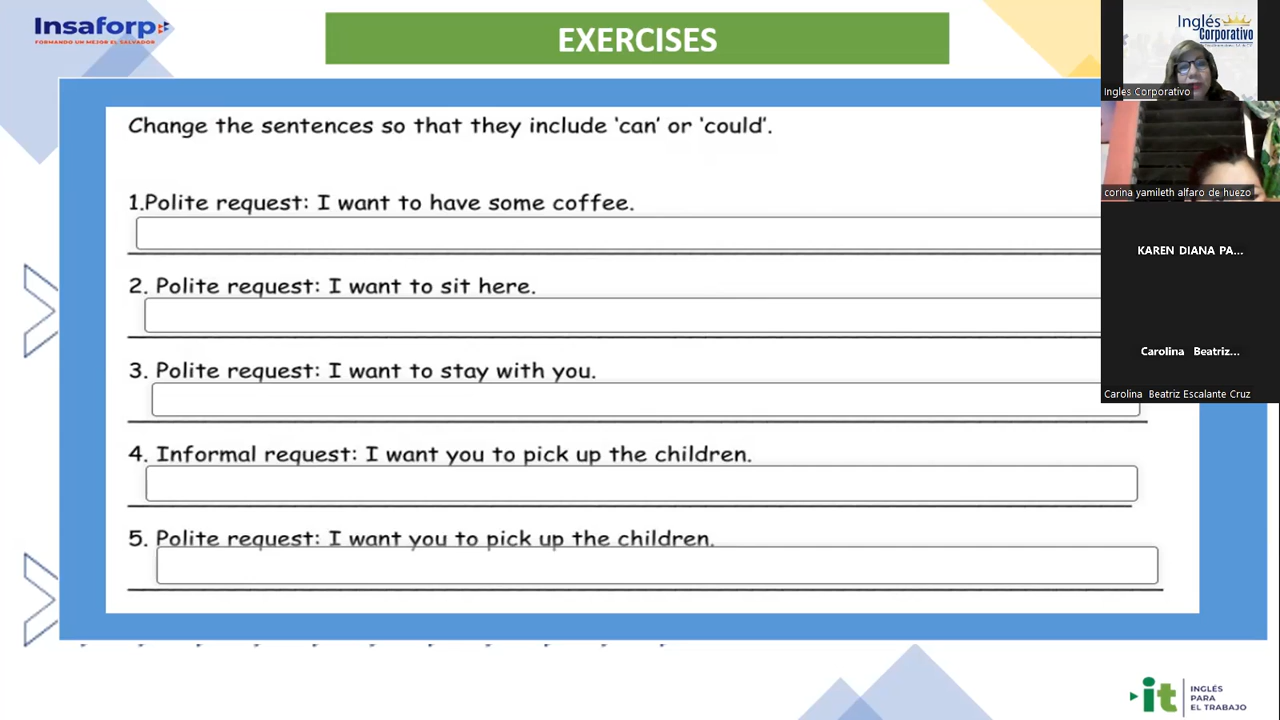 Insaforp
FORMANDO UN MEJOR EL SALVADOR
EXERCISES
Change the sentences so that they include 'can' or 'could'.
1.Polite request: I want to have some coffee.
2. Polite request: I want to sit here.
3. Polite request: I want to stay with you.
4. Informal request: I want you to pick up the children.
5. Polite request: I want you to pick up the children.
Inglés
Corporativo
Ingles Corporativo
corina yamileth alfaro de huezo
KAREN DIANA PA...
Carolina Beatriz...
Carolina Beatriz Escalante Cruz
it
INGLÉS
PARA
EL TRABAJO